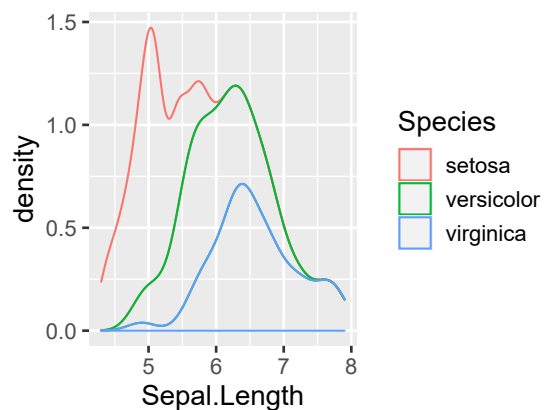 1.5
1.0
0.5
0.0
density
5 6 7 8
Sepal.Length
Species
setosa
versicolor
virginica